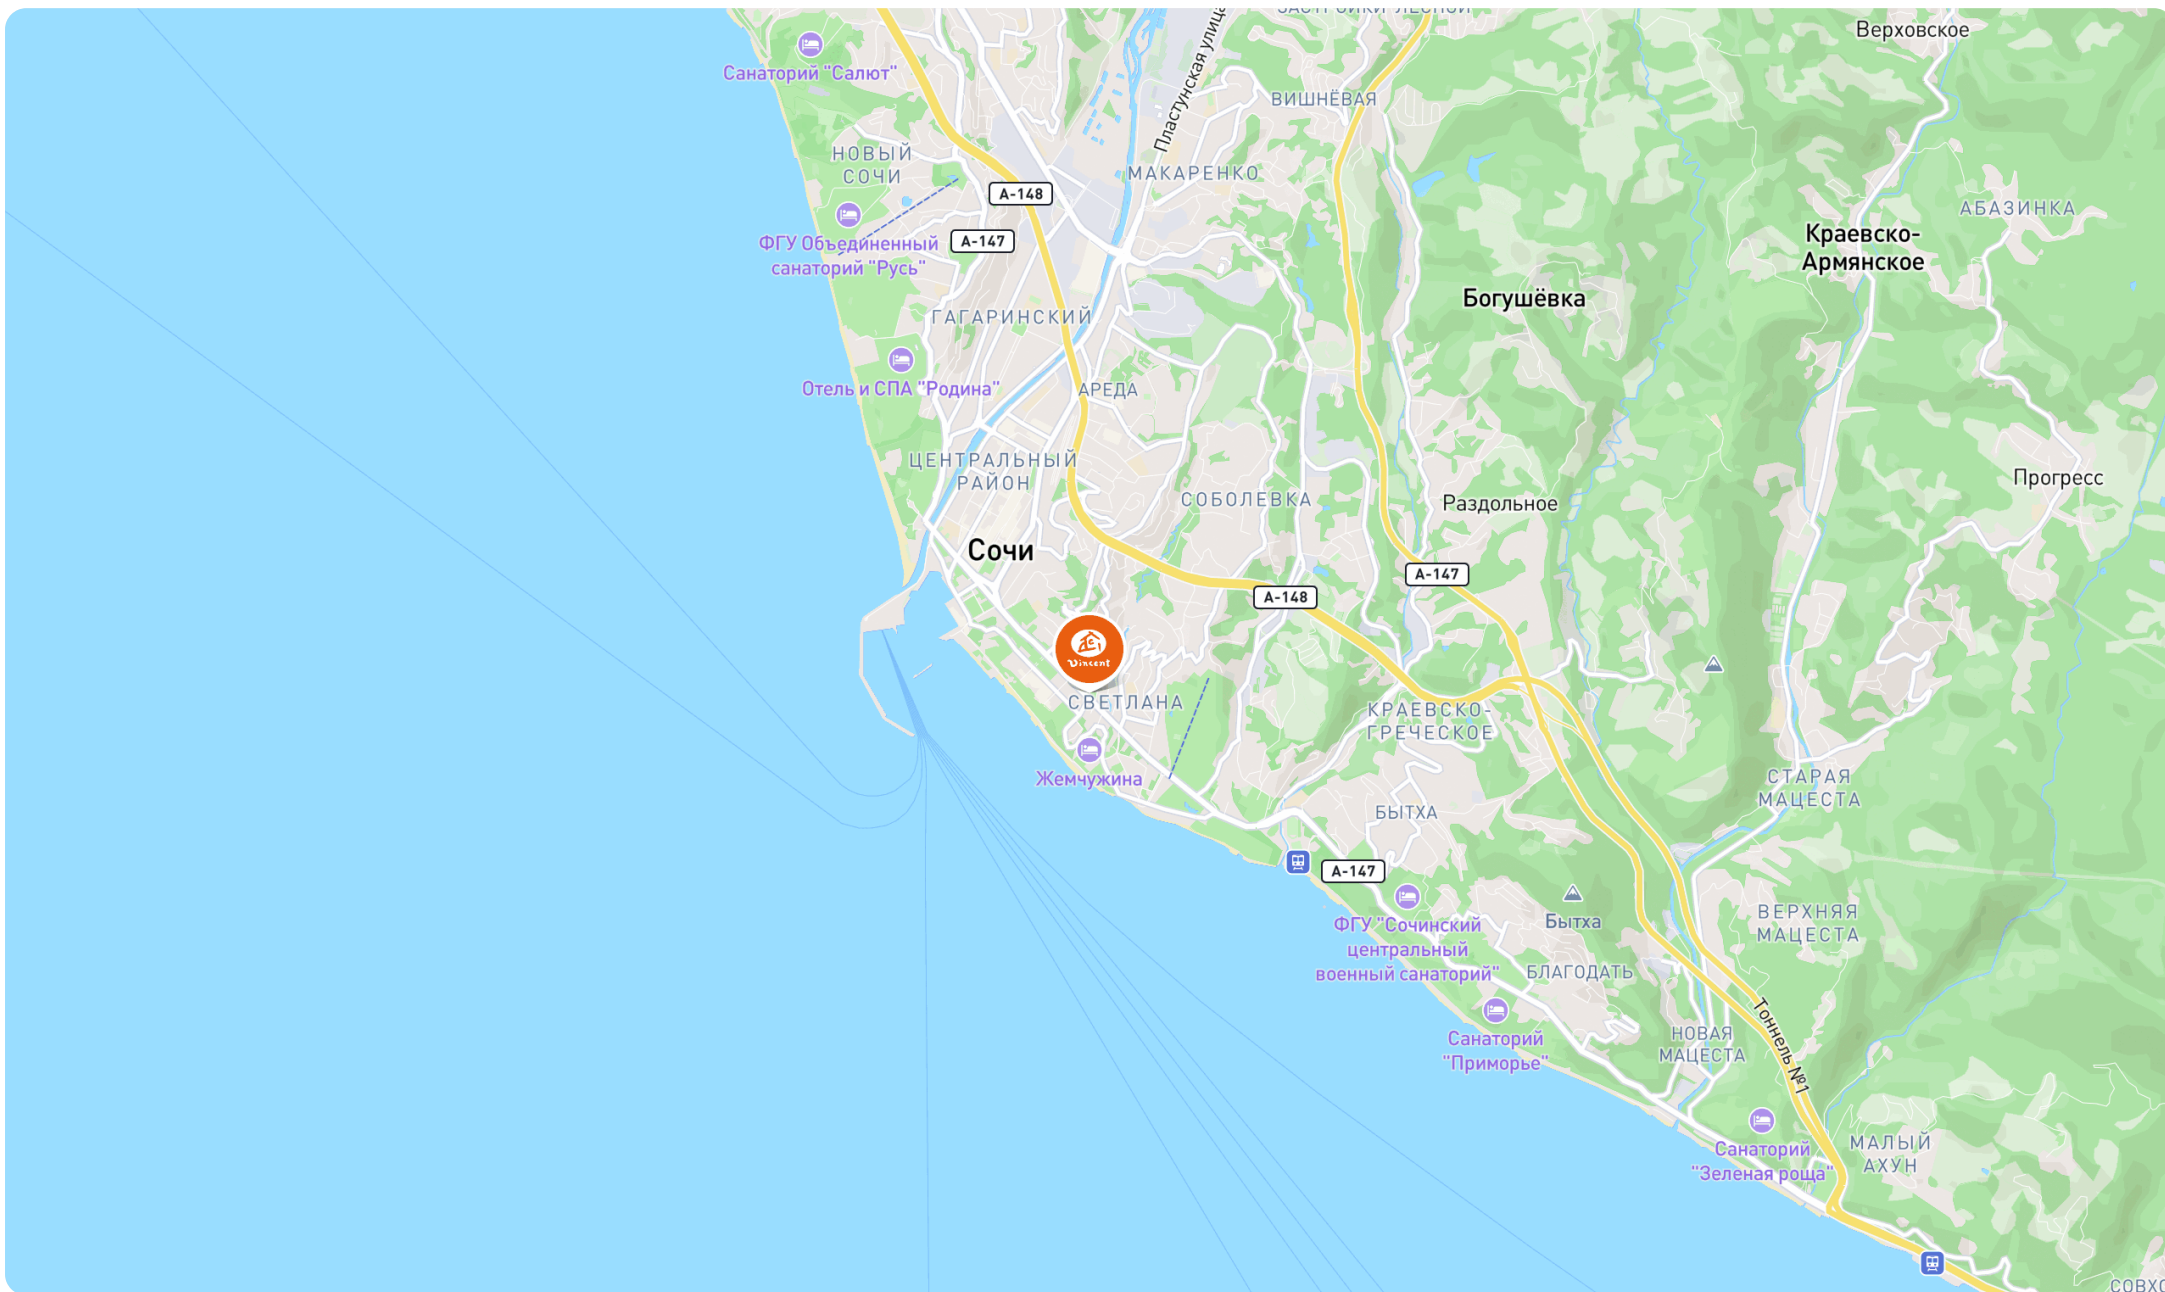 ЗАСТРОЙКИ ЛЕСНОЙ
Верховское
Санаторий "Салют"
Пластунская улица
ВИШНЁВАЯ
НОВЫЙ
СОЧИ
МАКАРЕНКО
А-148
АБАЗИНКА
ФГУ Объединенный
санаторий "Русь"
А-147
Краевско-
Армянское
Богушёвка
ГАГАРИНСКИЙ
Отель и СПА "Родина"
АРЕДА
ЦЕНТРАЛЬНЫЙ
РАЙОН
СОБОЛЕВКА
Раздольное
Прогресс
Сочи
А-147
А-148
Vincent
СВЕТЛАНА
КРАЕВСКО-
ГРЕЧЕСКОЕ
Жемчужина
СТАРАЯ
МАЦЕСТА
БЫТХА
А-147
ФГУ "Сочинский
центральный
военный санаторий"
Бытха
ВЕРХНЯЯ
МАЦЕСТА
БЛАГОДАТЬ
Санаторий
"Приморье"
НОВАЯ
МАЦЕСТА
Тоннель №1
Санаторий
"Зеленая роща"
МАЛЫЙ
АХУН
СОВХО